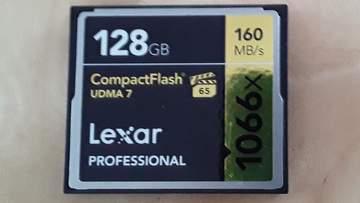 128GB
160
MB/s
CompactFlash®
UDMA 7
65
Lexar
PROFESSIONAL
1066x